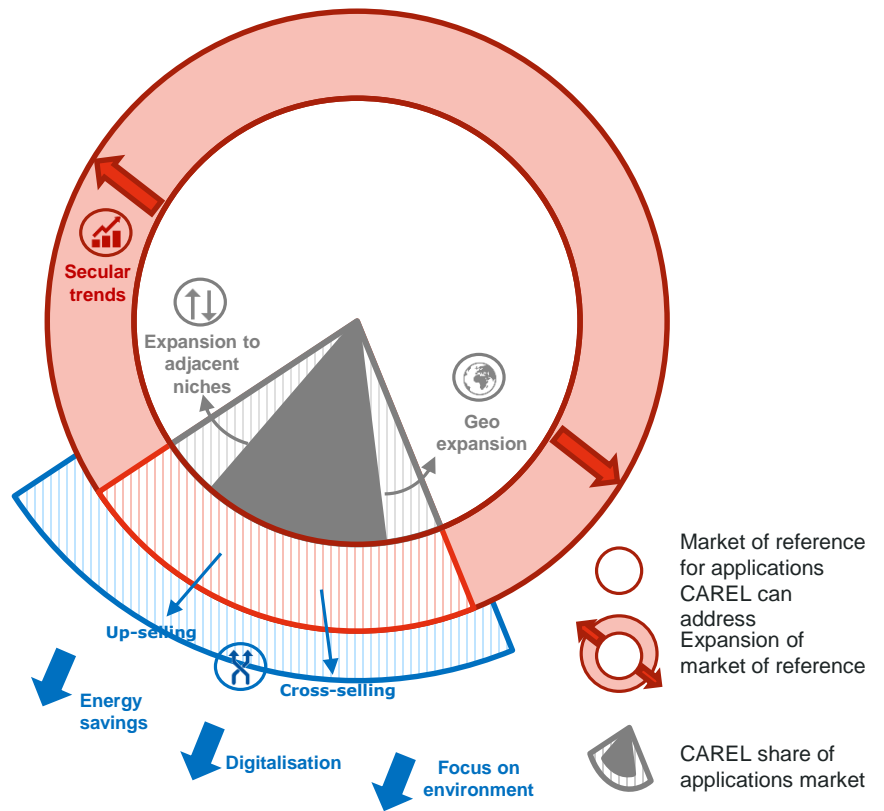 Secular
trends
Expansion to
adjacent
niches
Geo
expansion
Up-selling
Cross-selling
Energy
savings
Digitalisation
Focus on
environment
Market of reference
for applications
CAREL can
address
Expansion of
market of reference
CAREL share of
applications market